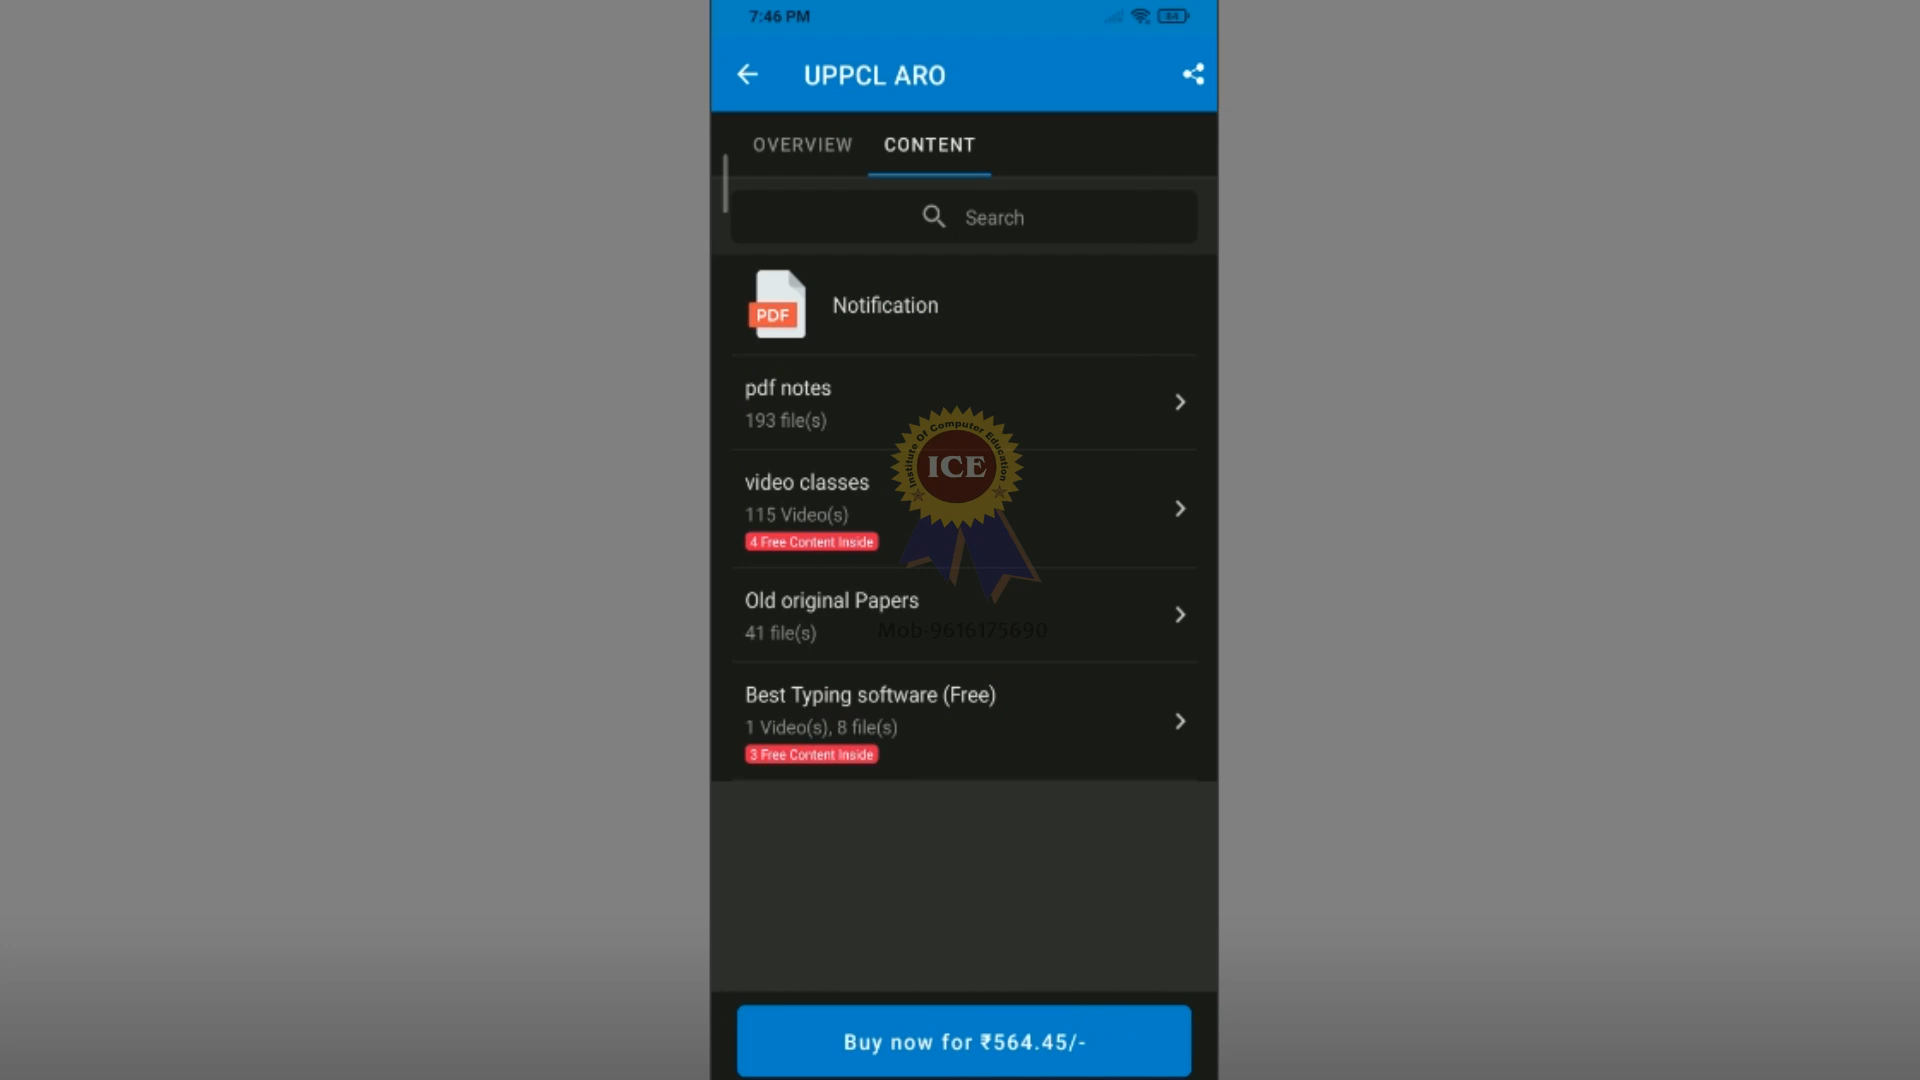 7:46 PM
34
UPPCL ARO
OVERVIEW CONTENT
Search
PDF
Notification
pdf notes
193 file(s)
Institute Of Computer Education
ICE
video classes
115 Video(s)
4 Free Content Inside
Old original Papers
41 file(s)
Mob-9616175690
Best Typing software (Free)
1 Video(s), 8 file(s)
3 Free Content Inside
Buy now for ₹564.45/-